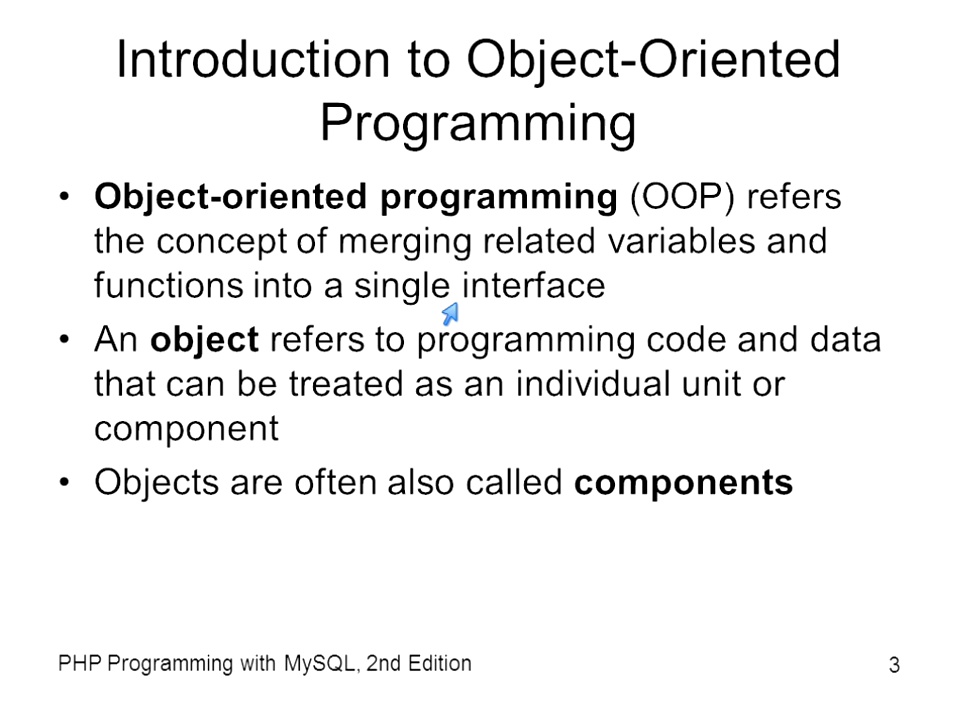 Introduction to Object-Oriented
Programming
• Object-oriented programming (OOP) refers
the concept of merging related variables and
functions into a single interface
• An object refers to programming code and data
that can be treated as an individual unit or
component
• Objects are often also called components
PHP Programming with MySQL, 2nd Edition
3